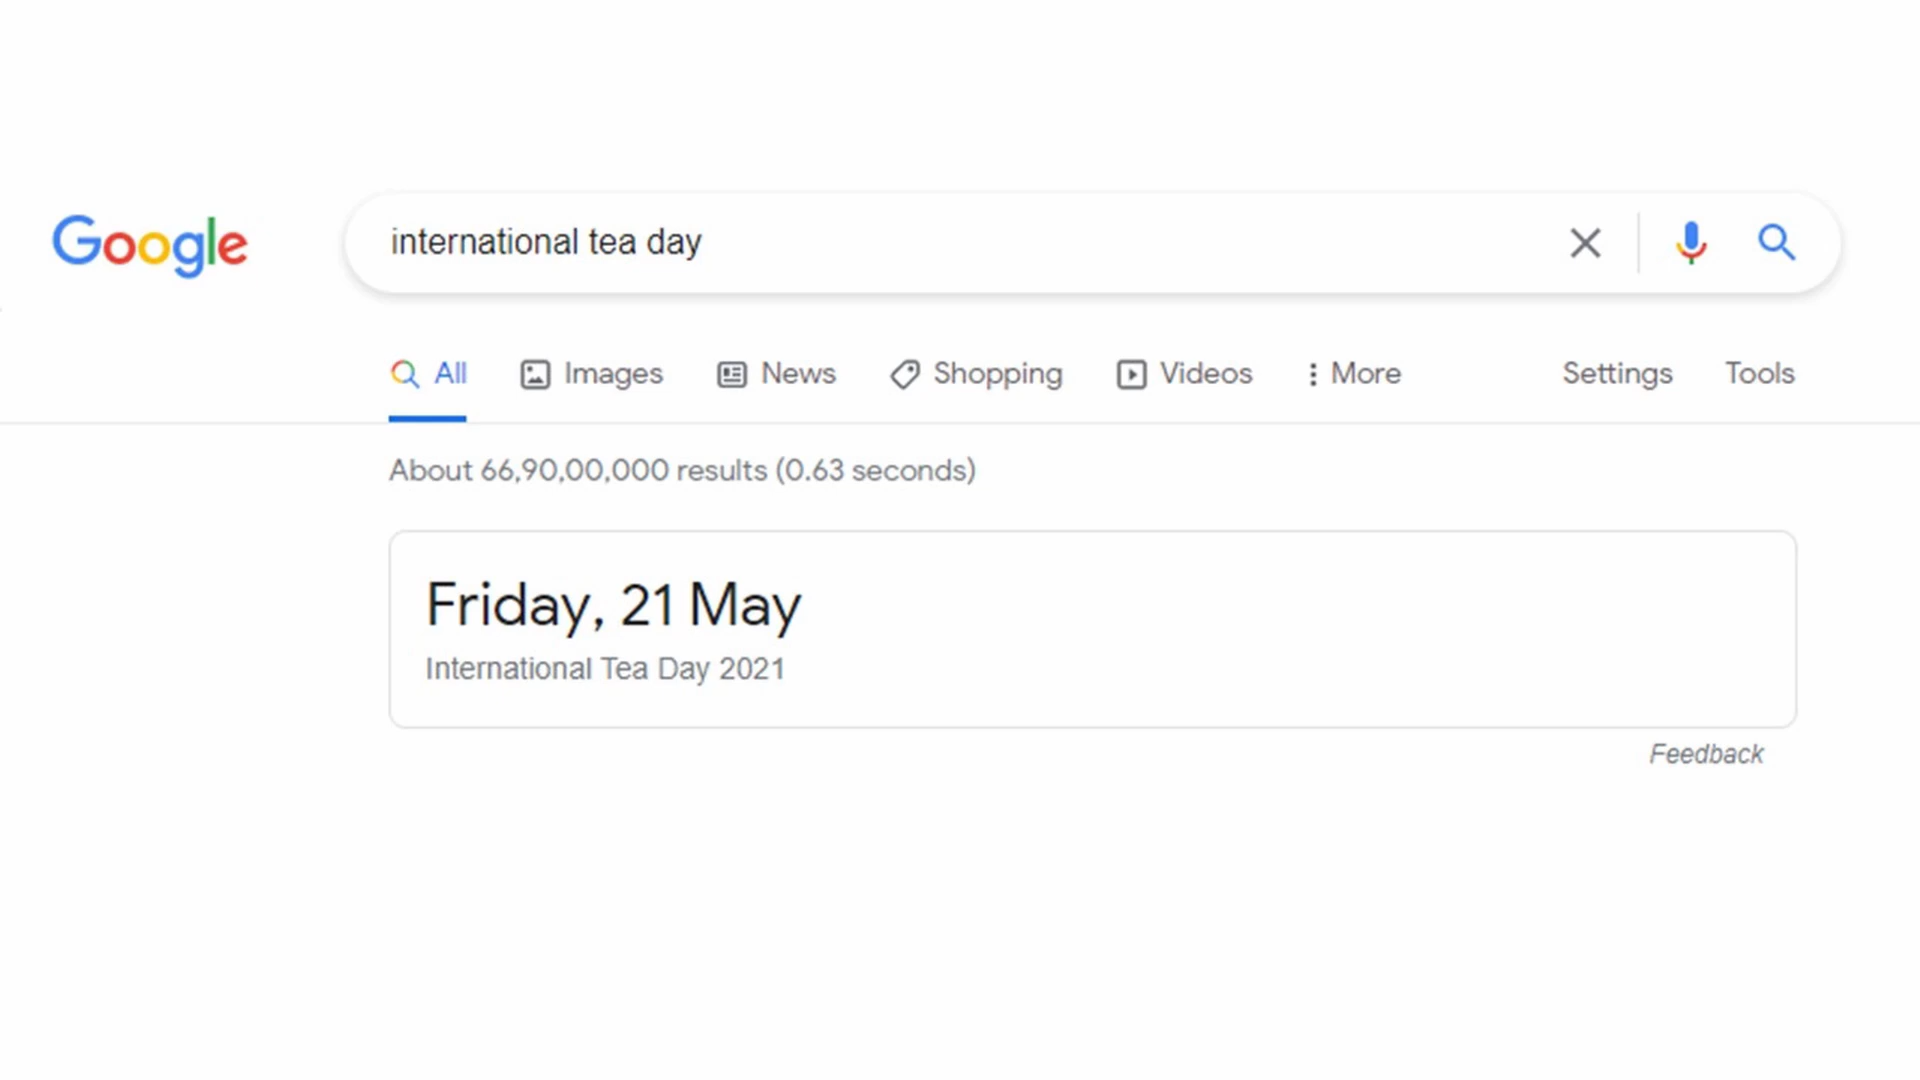 Google
international tea day
All Images News Shopping Videos More Settings Tools
About 66,90,00,000 results (0.63 seconds)
Friday, 21 May
International Tea Day 2021
Feedback